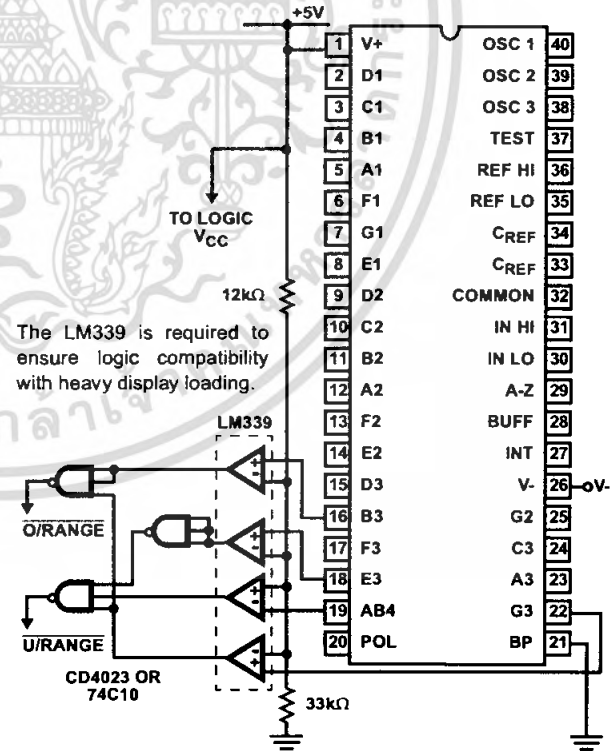 +5V
1 V+ OSC 1 40
2 D1 OSC 2 39
3 C1 OSC 3 38
4 B1 TEST 37
5 A1 REF HI 36
6 F1 REF LO 35
7 G1 CREF 34
8 E1 CREF 33
9 D2 COMMON 32
10 C2 IN HI 31
11 B2 IN LO 30
12 A2 A-Z 29
13 F2 BUFF 28
14 E2 INT 27
15 D3 V- 26 V-
16 B3 G2 25
17 F3 C3 24
18 E3 A3 23
19 AB4 G3 22
20 POL BP 21
TO LOGIC
VCC
12kΩ
The LM339 is required to
ensure logic compatibility
with heavy display loading.
LM339
+
-
-
+
O/RANGE
+
-
-
+
U/RANGE
CD4023 OR
74C10
33kΩ